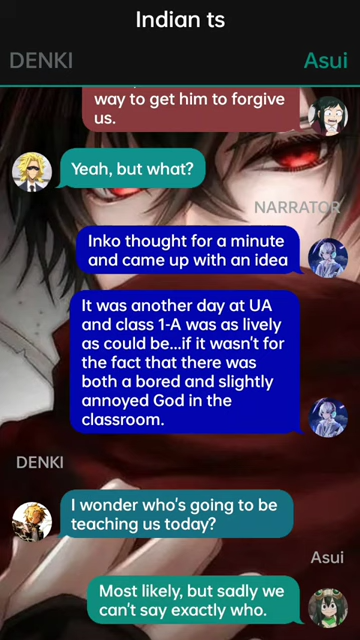 Indian ts
DENKI
Asui
way to get him to forgive
us.
Yeah, but what?
NARRATOR
Inko thought for a minute
and came up with an idea
It was another day at UA
and class 1-A was as lively
as could be...if it wasn't for
the fact that there was
both a bored and slightly
annoyed God in the
classroom.
DENKI
I wonder who's going to be
teaching us today?
Asui
Most likely, but sadly we
can't say exactly who.